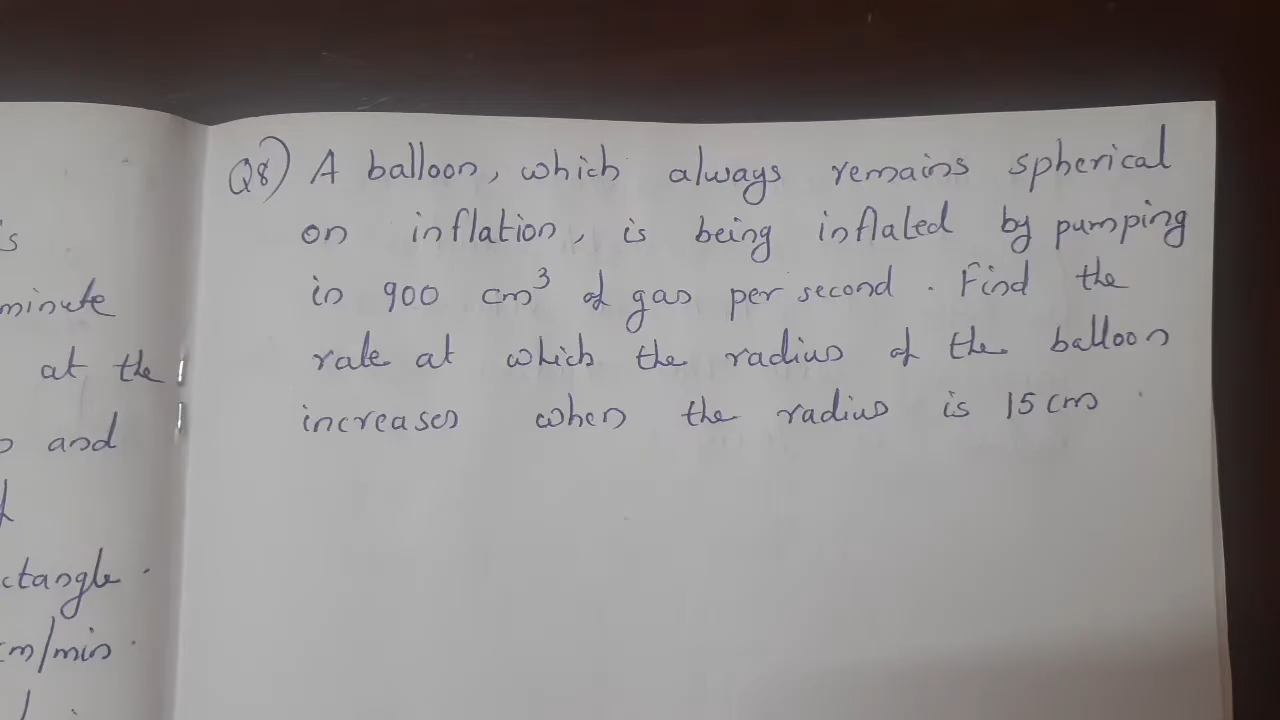 is
minute
at the
and
ctangle.
cm/min.
Q8) A balloon, which always remains spherical
on inflation, is being inflated by pumping
in 900 cm³ of gas per second. Find the
rate at which the radius of the balloon
increases when the radius is 15 cm.